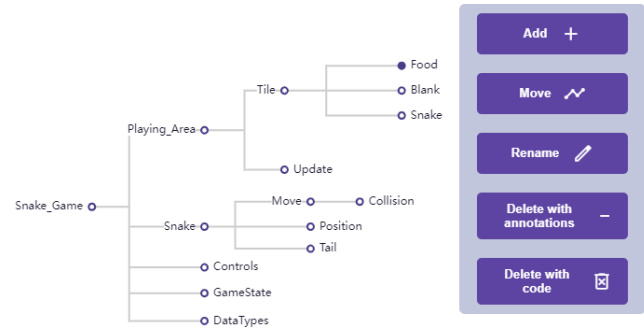 Food
Tile
Blank
Snake
Playing_Area
Update
Snake_Game
Move
Collision
Snake
Position
Tail
Controls
GameState
DataTypes
Add
Move
Rename
Delete with
annotations
Delete with
code